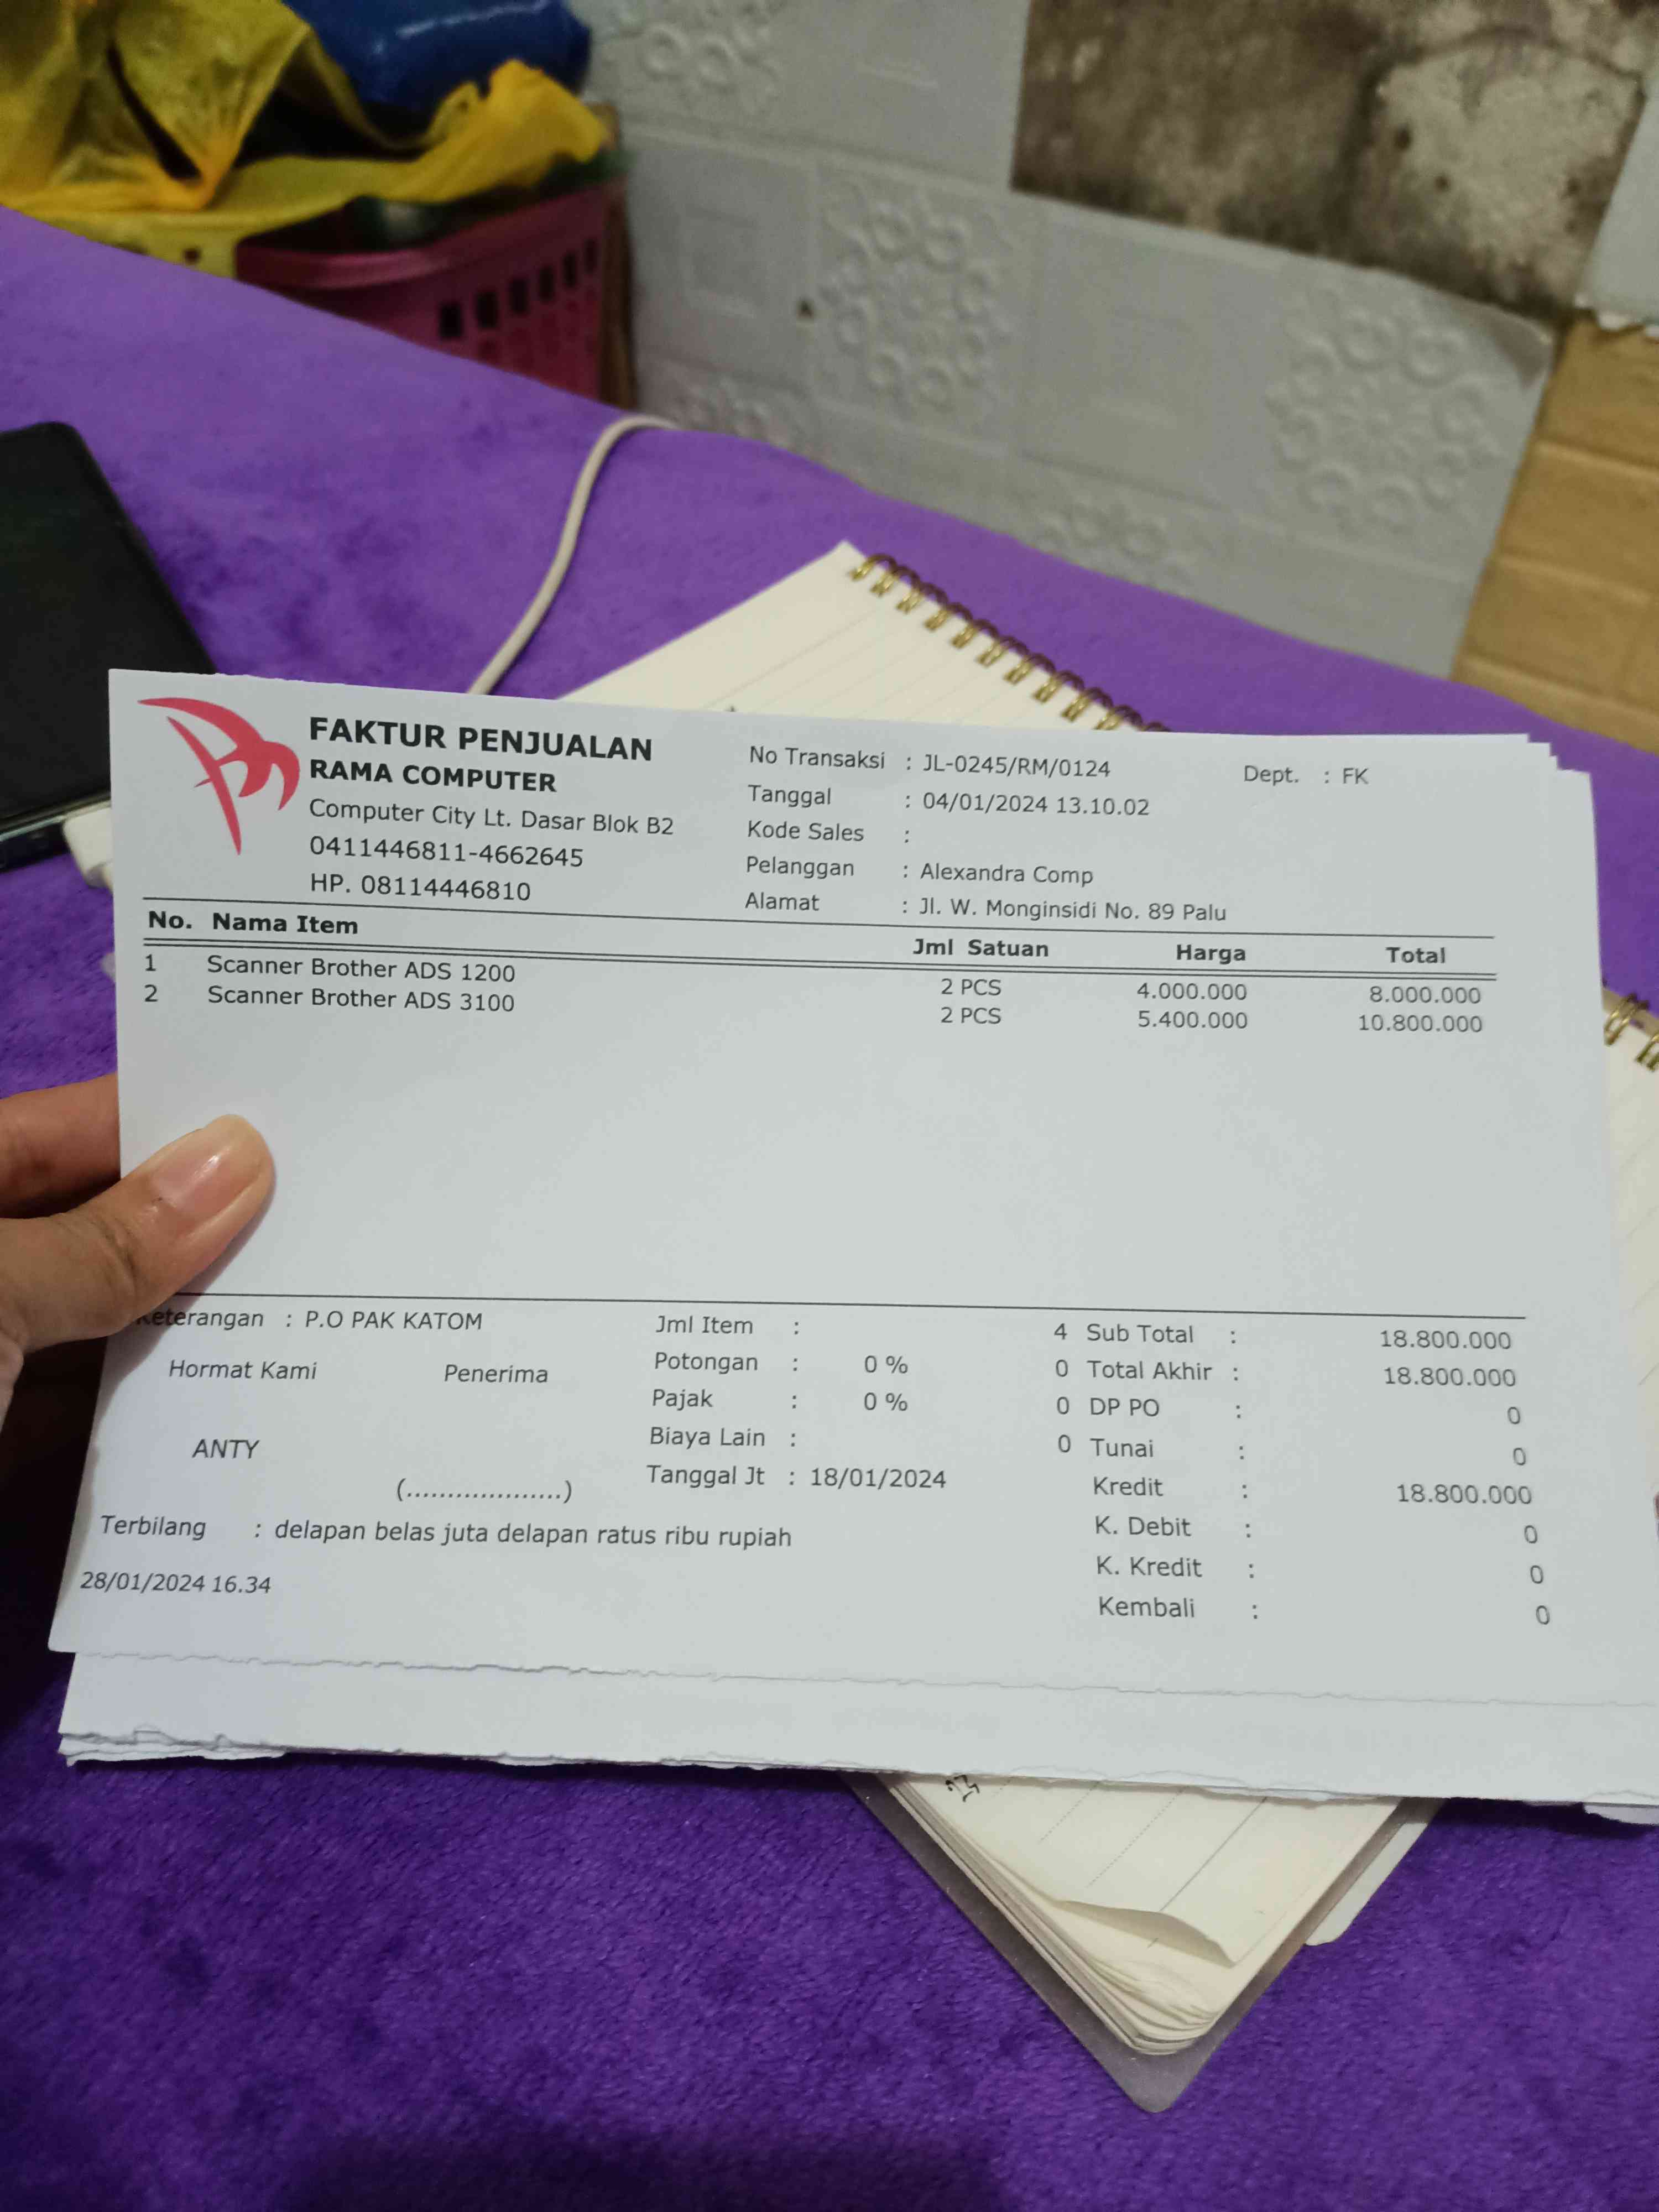 FAKTUR PENJUALAN
RAMA COMPUTER
Computer City Lt. Dasar Blok B2
0411446811-4662645
HP. 08114446810
No Transaksi : JL-0245/RM/0124 Dept. : FK
Tanggal : 04/01/2024 13.10.02
Kode Sales :
Pelanggan : Alexandra Comp
Alamat : Jl. W. Monginsidi No. 89 Palu
No. Nama Item Jml Satuan Harga Total
1 Scanner Brother ADS 1200 2 PCS 4.000.000 8.000.000
2 Scanner Brother ADS 3100 2 PCS 5.400.000 10.800.000
Keterangan : P.O PAK KATOM
Hormat Kami Penerima
ANTY
(...................)
Jml Item : 4
Potongan : 0 % 0
Pajak : 0 % 0
Biaya Lain : 0
Tanggal Jt : 18/01/2024
Sub Total : 18.800.000
Total Akhir : 18.800.000
DP PO : 0
Tunai : 0
Kredit : 18.800.000
K. Debit : 0
K. Kredit : 0
Kembali : 0
Terbilang : delapan belas juta delapan ratus ribu rupiah
28/01/2024 16.34